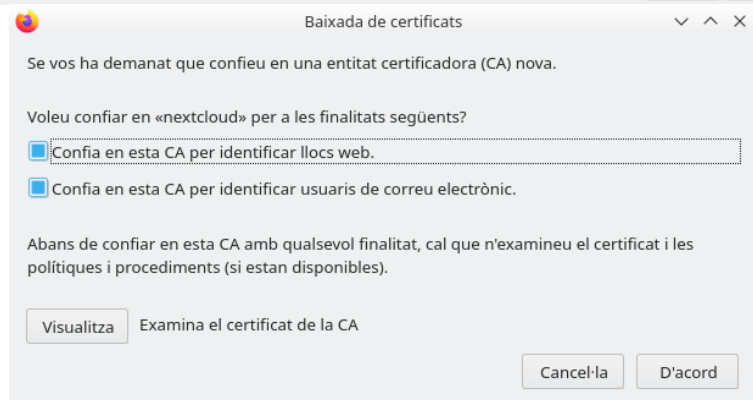 Baixada de certificats
Se vos ha demanat que confieu en una entitat certificadora (CA) nova.
Voleu confiar en «nextcloud» per a les finalitats següents?
Confia en esta CA per identificar llocs web.
Confia en esta CA per identificar usuaris de correu electrònic.
Abans de confiar en esta CA amb qualsevol finalitat, cal que n'examineu el certificat i les
polítiques i procediments (si estan disponibles).
Visualitza Examina el certificat de la CA
Cancel·la D'acord